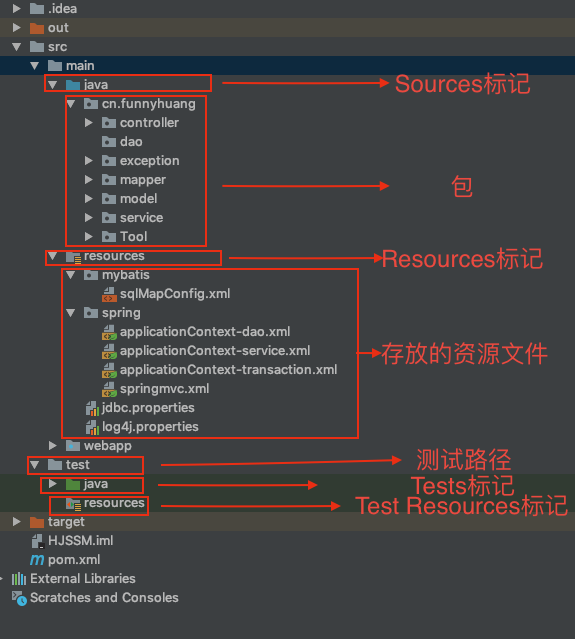 .idea
out
src
main
java
Sources标记
cn.funnyhuang
controller
dao
exception
mapper
包
model
service
Tool
resources
Resources标记
mybatis
sqlMapConfig.xml
spring
applicationContext-dao.xml
applicationContext-service.xml
存放的资源文件
applicationContext-transaction.xml
springmvc.xml
jdbc.properties
log4j.properties
webapp
test
测试路径
java
Tests标记
resources
Test Resources标记
target
HJSSM.iml
m pom.xml
External Libraries
Scratches and Consoles